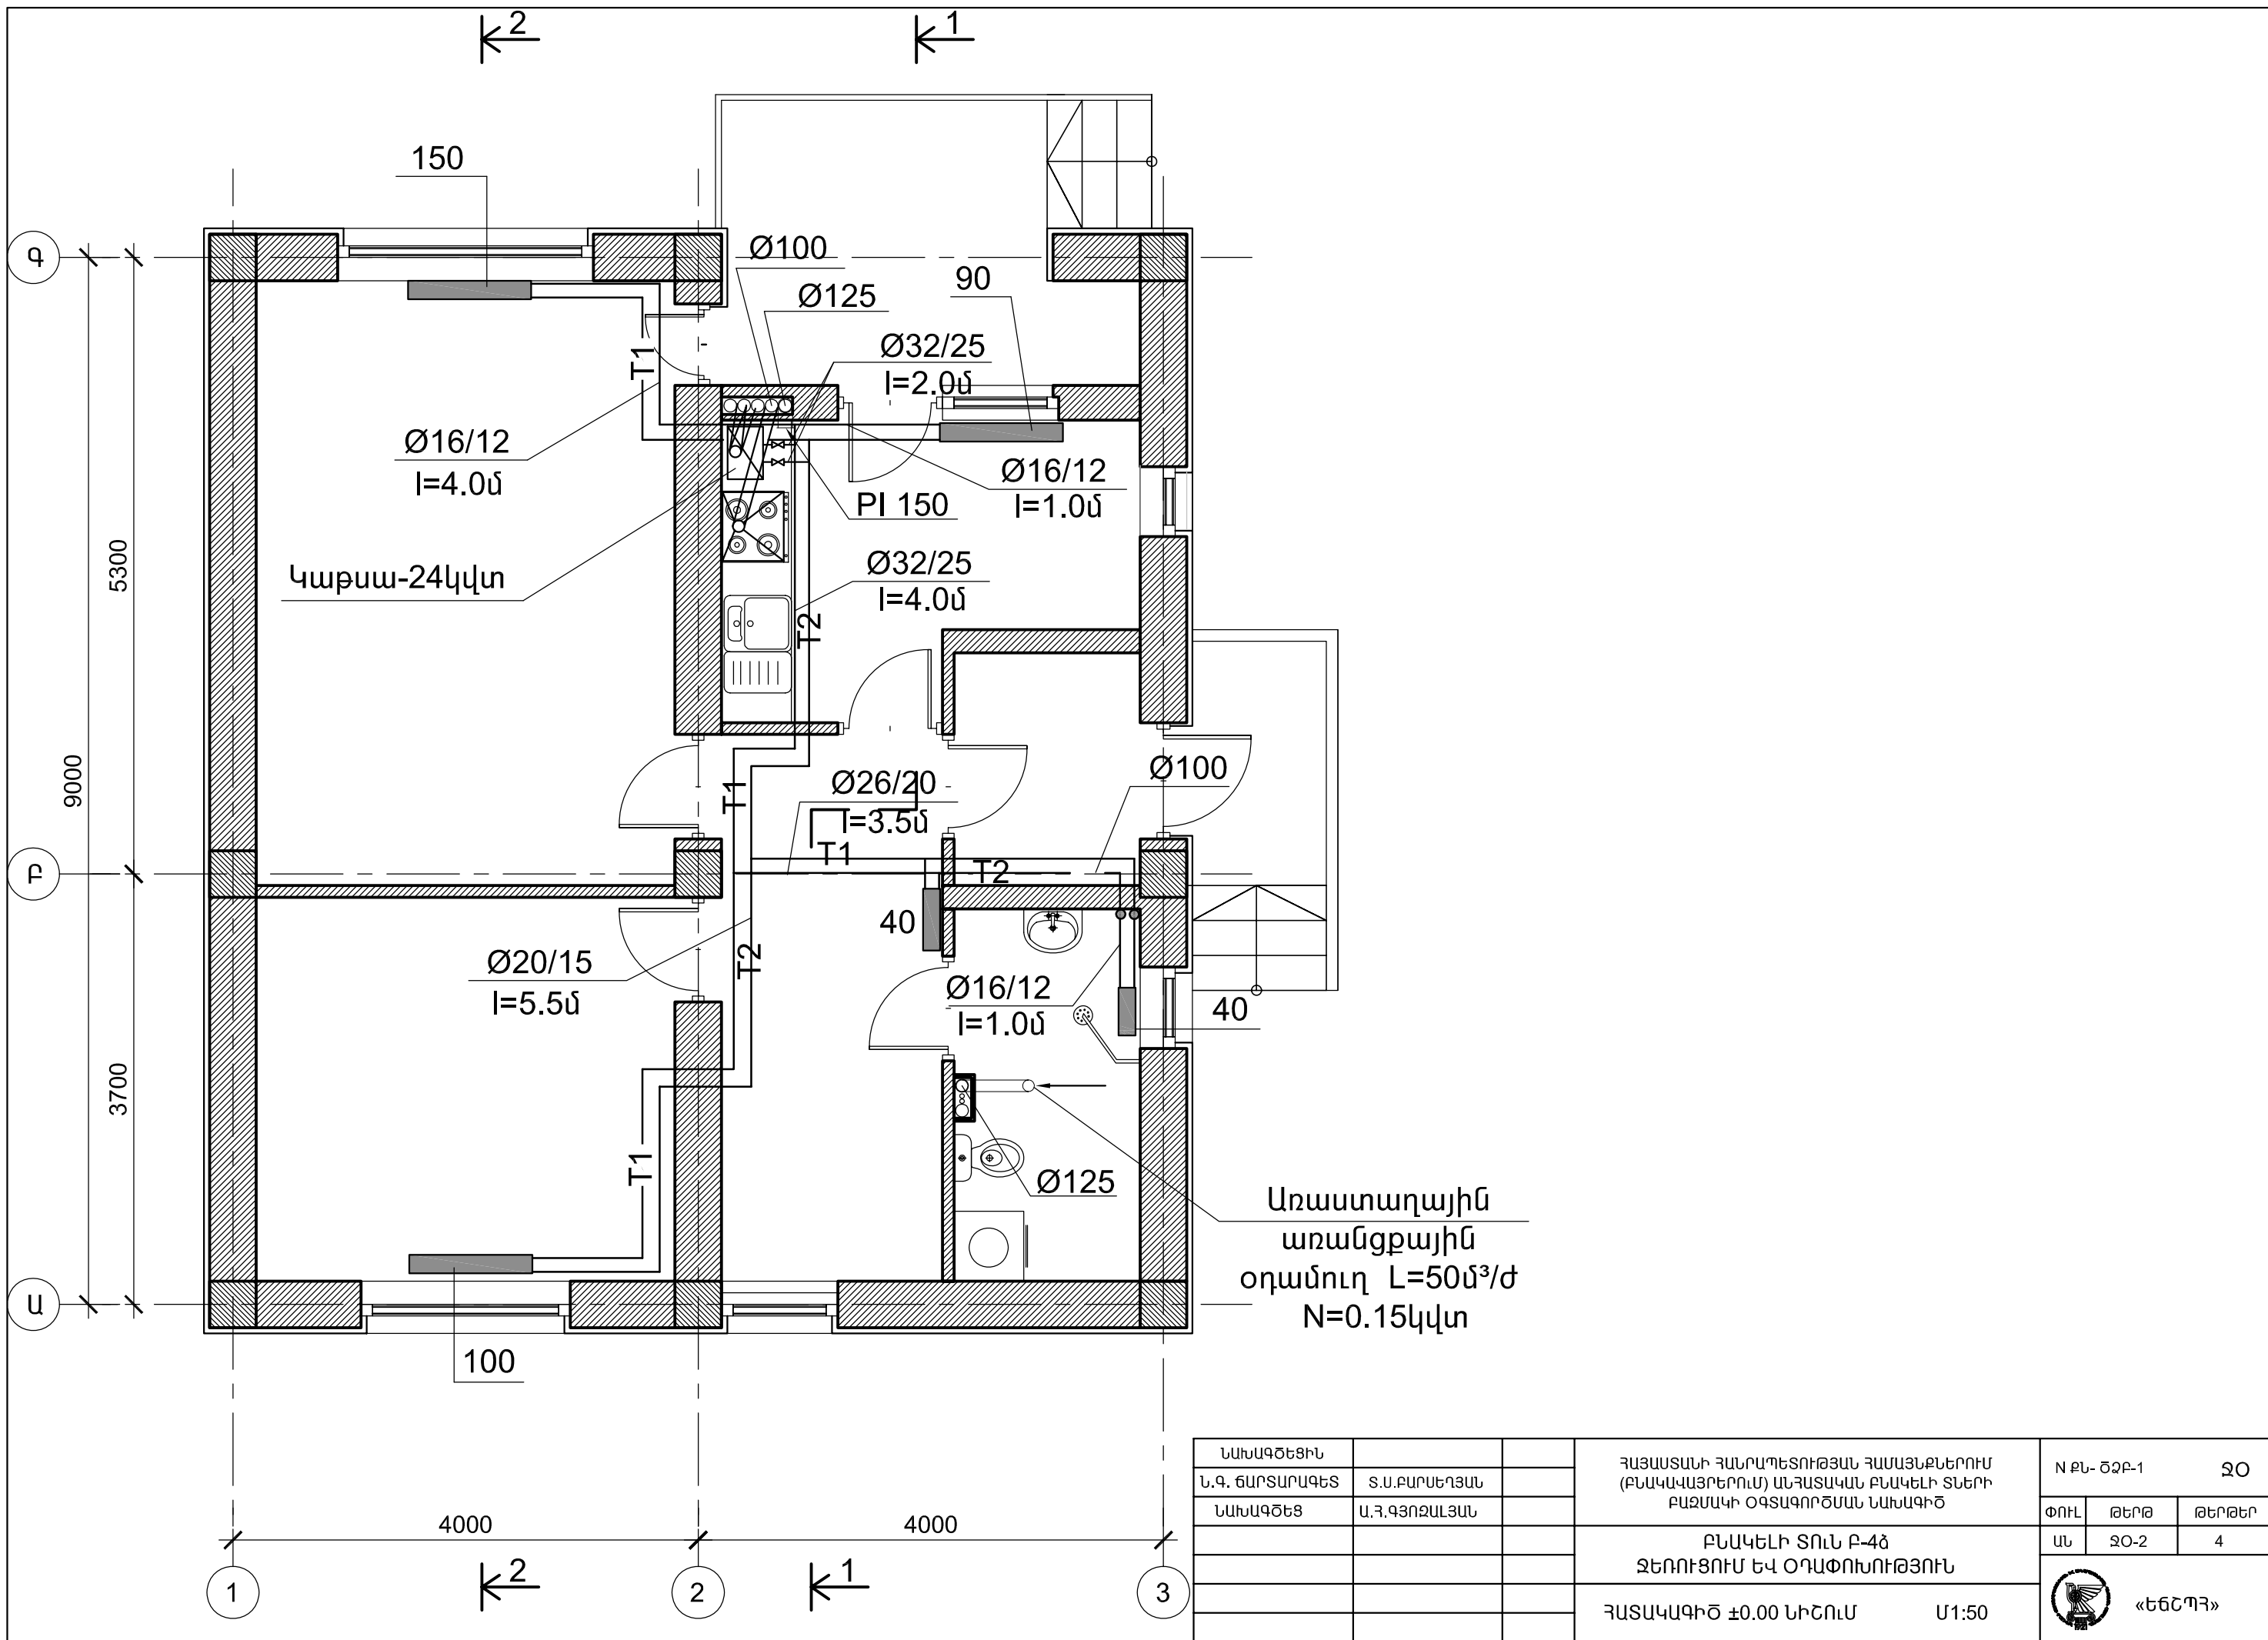 2
1
150
Ø100
90
Ø125
Ø32/25
l=2.0մ
T1
Ø16/12
l=4.0մ
Ø16/12
l=1.0մ
PI 150
Կաթսա-24կվտ
Ø32/25
l=4.0մ
T2
Գ
5300
9000
Ø26/20
l=3.5մ
T1
Ø100
T1
T2
Բ
40
Ø20/15
l=5.5մ
T2
Ø16/12
l=1.0մ
40
3700
T1
Ø125
Առաստաղային
առանցքային
օդամուղ L=50մ³/ժ
N=0.15կվտ
Ա
100
4000
4000
1
2
2
1
3
ՆԱԽԱԳԾԵՑԻՆ
Ն.Գ. ՃԱՐՏԱՐԱԳԵՏ Տ.Ս.ԲԱՐՍԵՂՅԱՆ
ՆԱԽԱԳԾԵՑ Ա.Հ.ԳՅՈԶԱԼՅԱՆ
ՀԱՅԱՍՏԱՆԻ ՀԱՆՐԱՊԵՏՈՒԹՅԱՆ ՀԱՄԱՅՆՔՆԵՐՈՒՄ
(ԲՆԱԿԱՎԱՅՐԵՐՈՒՄ) ԱՆՀԱՏԱԿԱՆ ԲՆԱԿԵԼԻ ՏՆԵՐԻ
ԲԱԶՄԱԿԻ ՕԳՏԱԳՈՐԾՄԱՆ ՆԱԽԱԳԻԾ
N ՔՆ- ԾՁԲ-1 ՋՕ
ՓՈՒԼ ԹԵՐԹ ԹԵՐԹԵՐ
ԱՆ ՋՕ-2 4
ԲՆԱԿԵԼԻ ՏՈՒՆ Բ-4ձ
ՋԵՌՈՒՑՈՒՄ ԵՎ ՕԴԱՓՈԽՈՒԹՅՈՒՆ
ՀԱՏԱԿԱԳԻԾ ±0.00 ՆԻՇՈՒՄ Մ1:50
«ԵՃՇՊՀ»